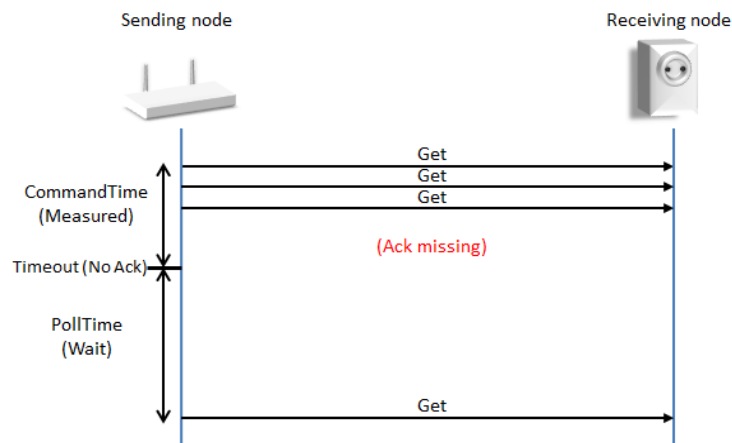 Sending node
Receiving node
Get
Get
CommandTime
(Measured)
Get
(Ack missing)
Timeout (No Ack)
PollTime
(Wait)
Get